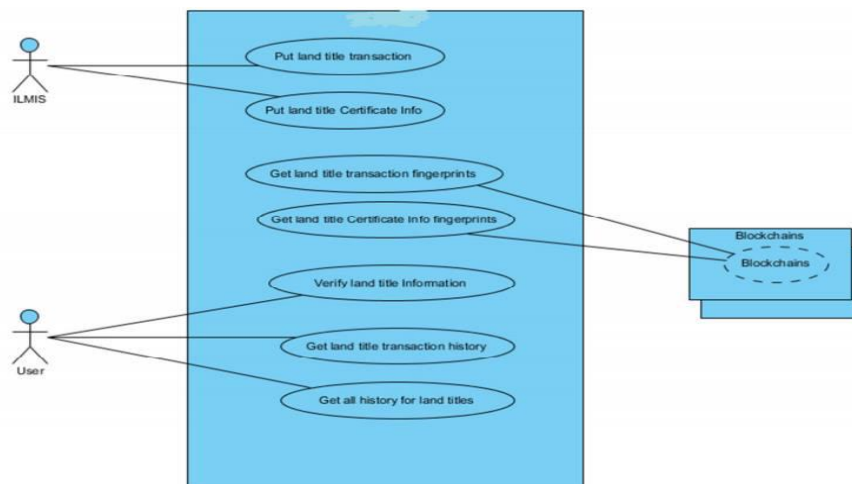 Put land title transaction
ILMIS
Put land title Certificate Info
Get land title transaction fingerprints
Get land title Certificate Info fingerprints
Blockchains
Blockchains
Verify land title Information
User
Get land title transaction history
Get all history for land titles